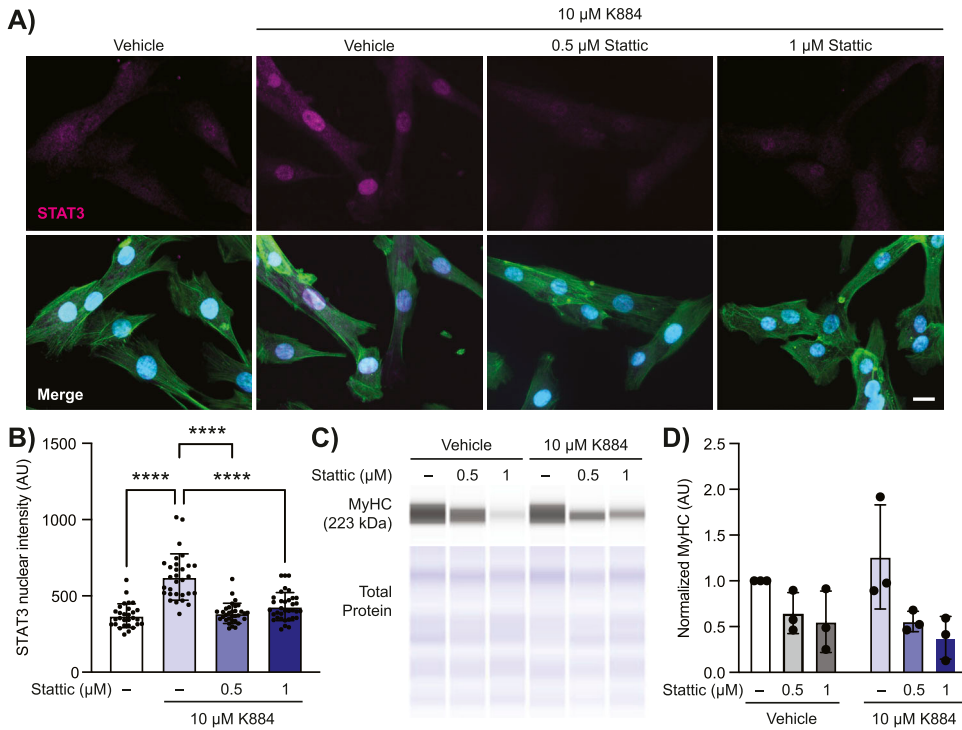 A)
10 µM K884
Vehicle
Vehicle
0.5 µM Stattic
1 µM Stattic
STAT3
Merge
B)
STAT3 nuclear intensity (AU)
1500
1000
500
0
****
****
****
Stattic (µM)
– – 0.5 1
10 µM K884
C)
Vehicle 10 µM K884
Stattic (µM) – 0.5 1 – 0.5 1
MyHC
(223 kDa)
Total
Protein
D)
Normalized MyHC (AU)
2.5
2.0
1.5
1.0
0.5
0.0
– 0.5 1 – 0.5 1
Vehicle 10 µM K884